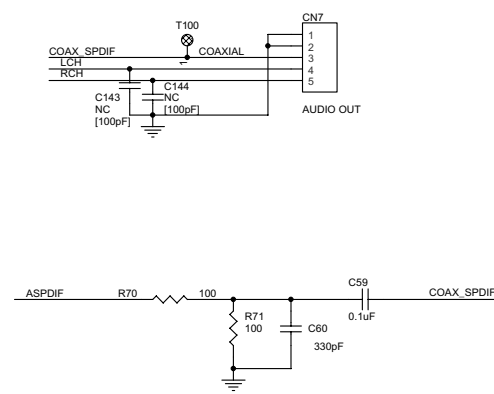 CN7
T100
1
2
COAX_SPDIF COAXIAL 3
LCH 4
RCH 5
1
C143
NC
[100pF]
C144
NC
[100pF]
AUDIO OUT
C59
ASPDIF R70 100 COAX_SPDIF
0.1uF
R71
100
C60
330pF